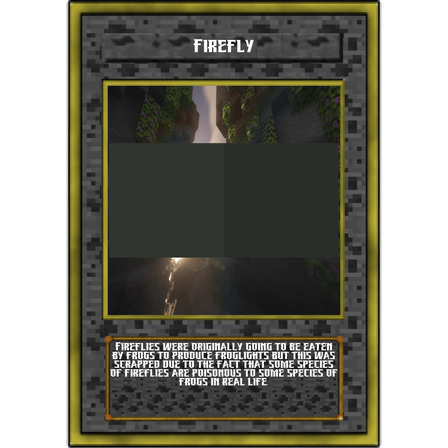 FIREFLY
FIREFLIES WERE ORIGINALLY GOING TO BE EATEN
BY FROGS TO PRODUCE FROGLIGHTS BUT THIS WAS
SCRAPPED DUE TO THE FACT THAT SOME SPECIES
OF FIREFLIES ARE POISONOUS TO SOME SPECIES OF
FROGS IN REAL LIFE